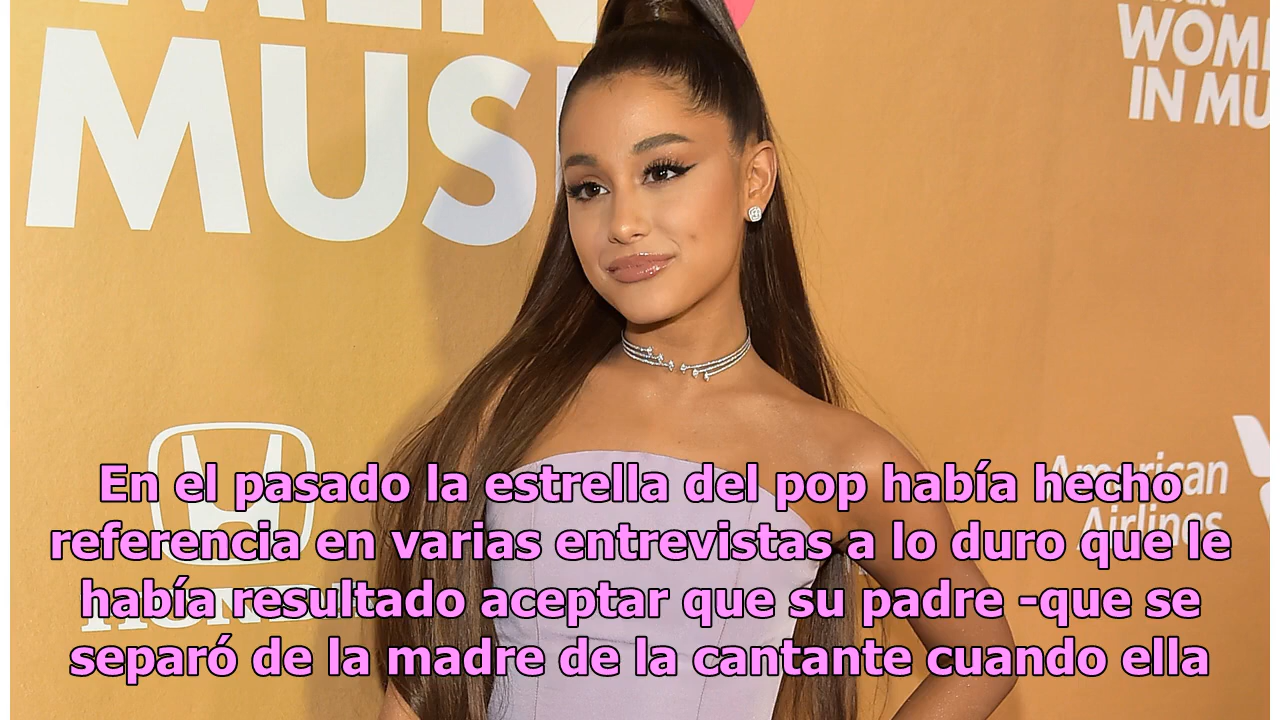 MUS
WOM
IN MU
American
Airlines
HONDA
En el pasado la estrella del pop había hecho
referencia en varias entrevistas a lo duro que le
había resultado aceptar que su padre -que se
separó de la madre de la cantante cuando ella